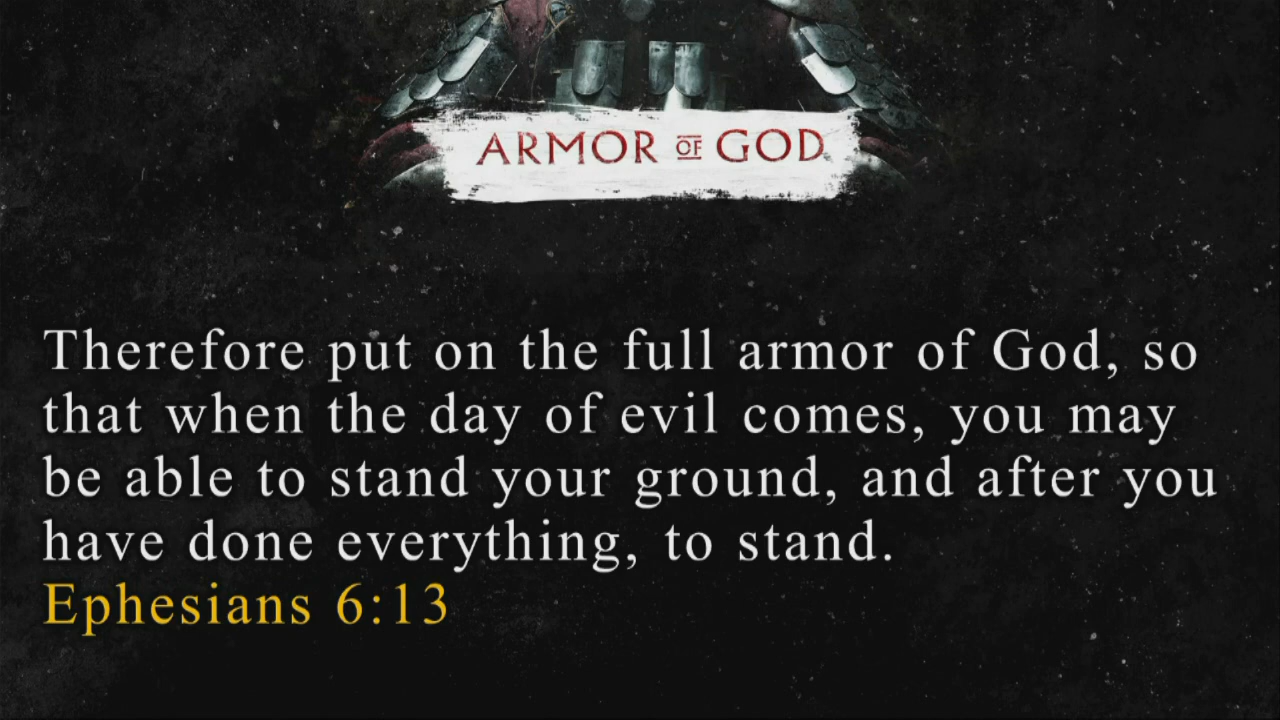 ARMOR OF GOD
Therefore put on the full armor of God, so
that when the day of evil comes, you may
be able to stand your ground, and after you
have done everything, to stand.
Ephesians 6:13